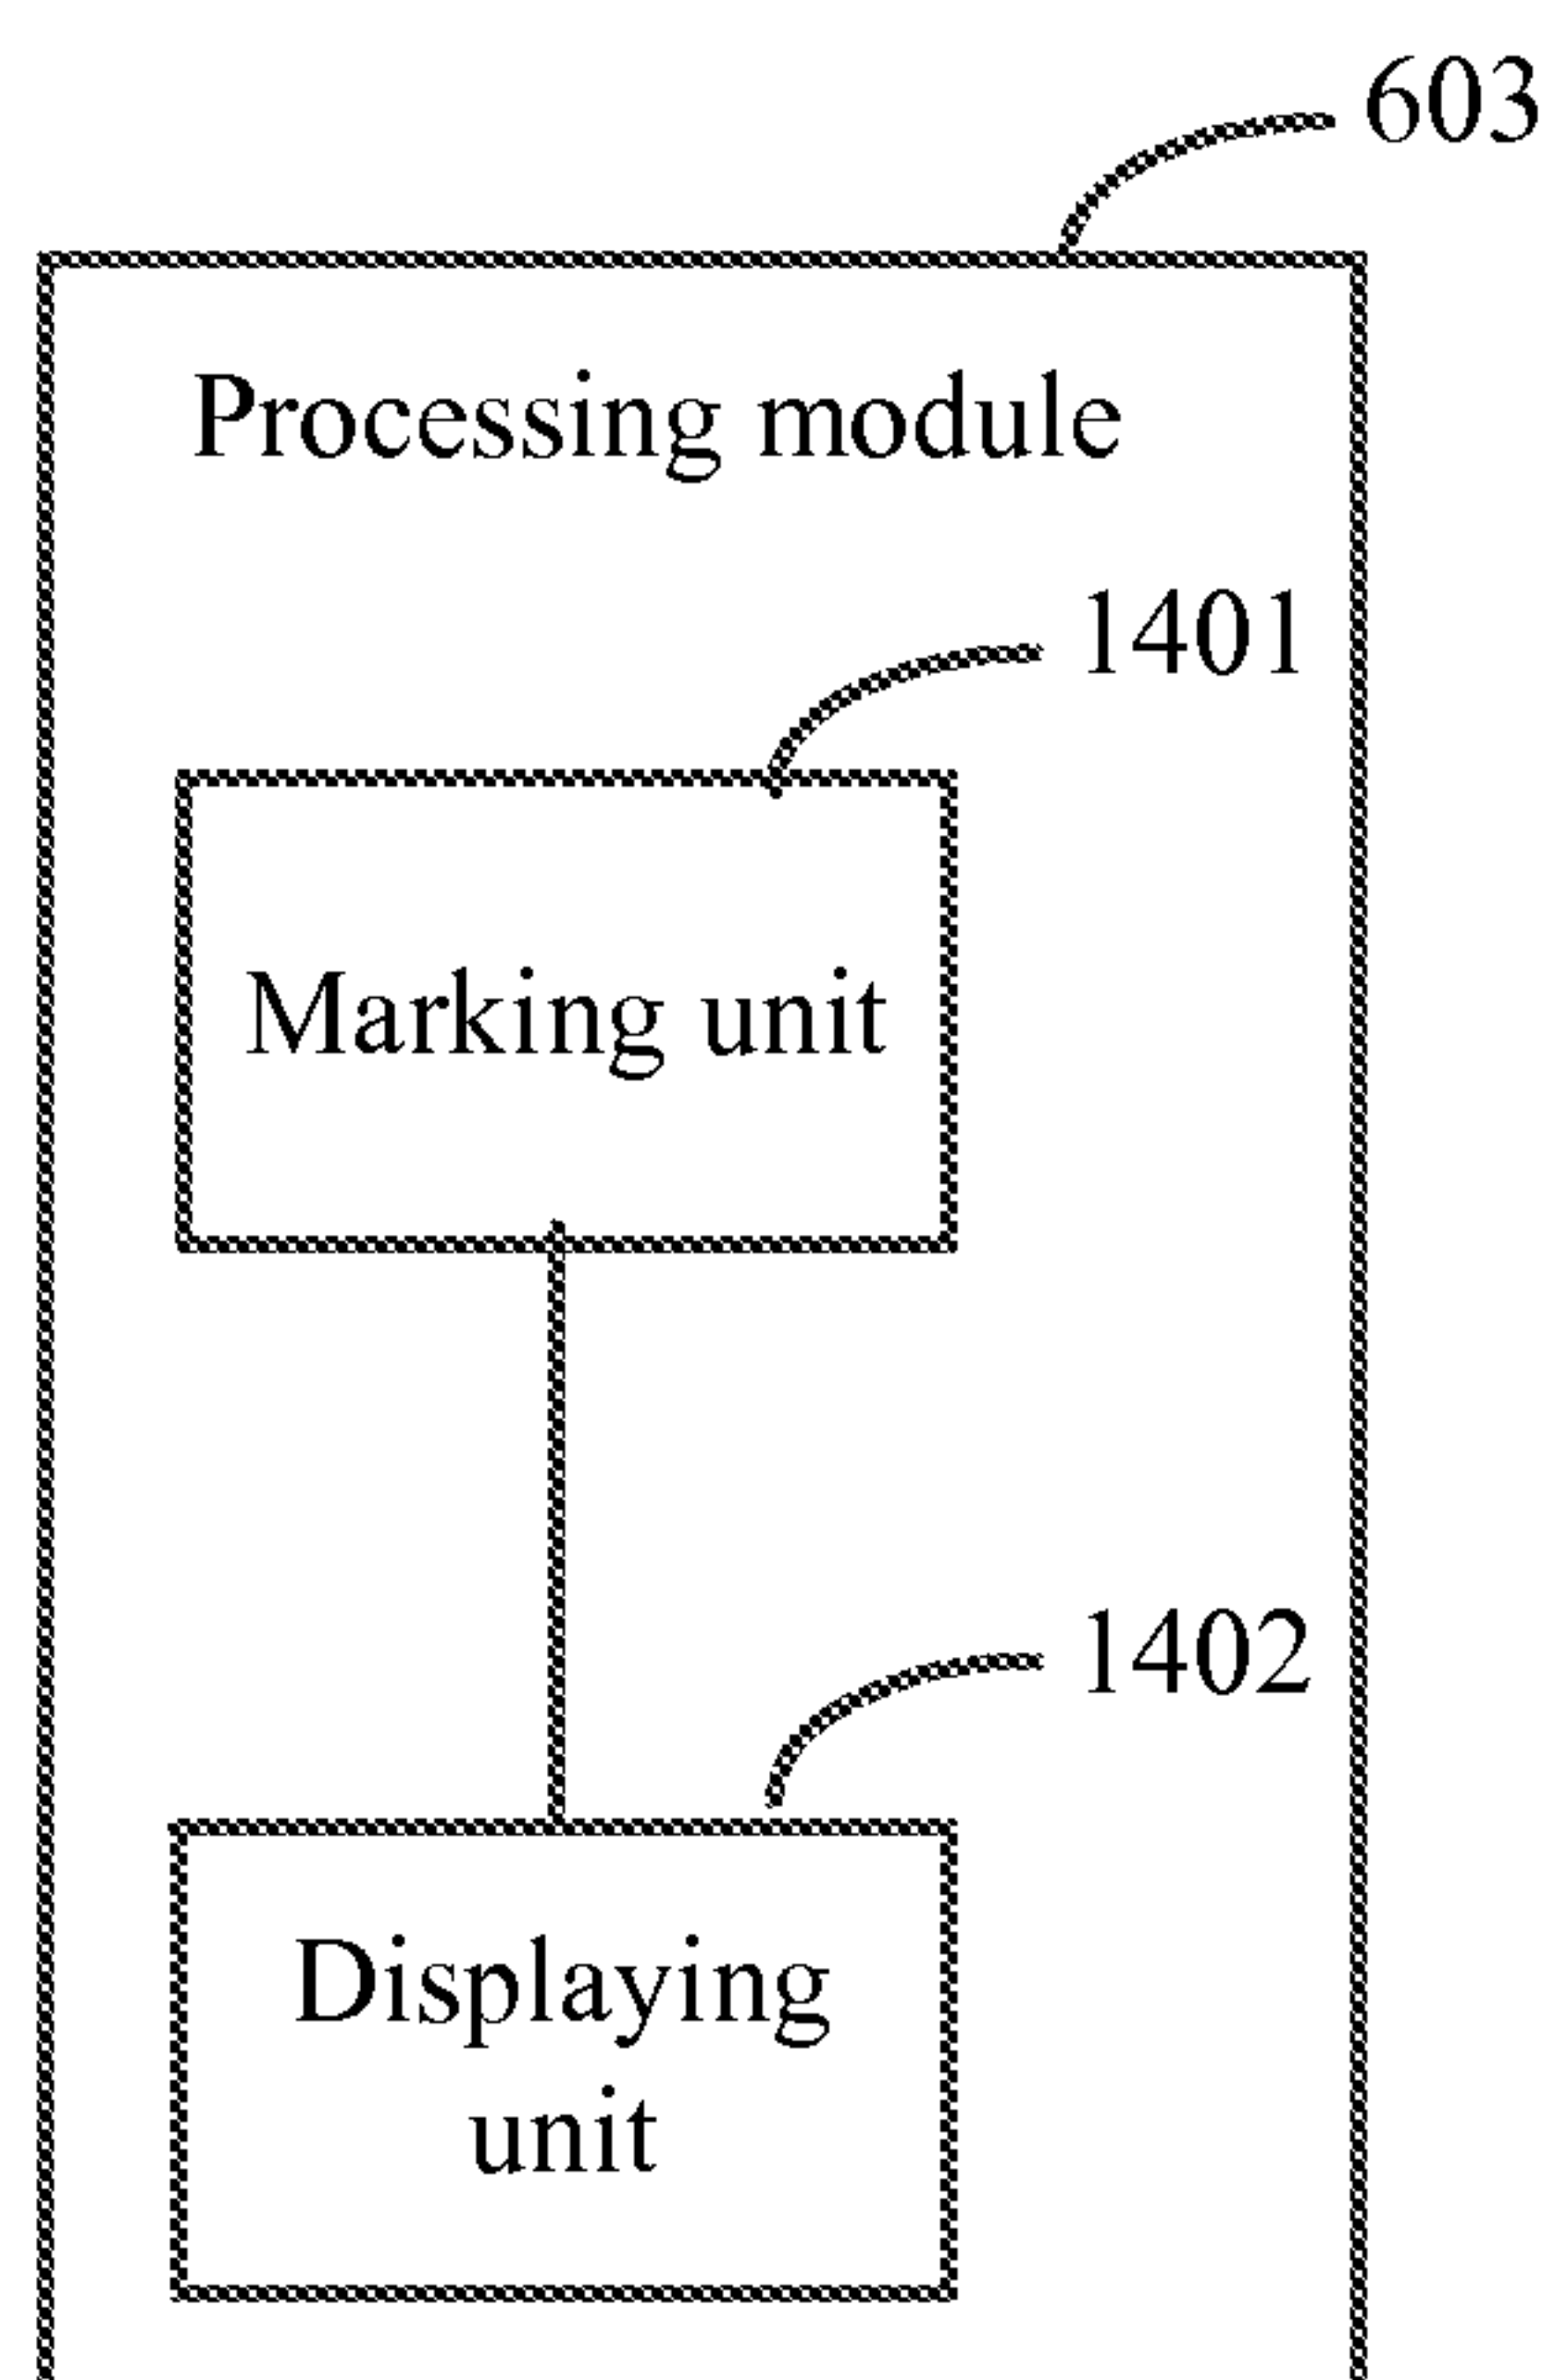 603
Processing module
1401
Marking unit
1402
Displaying
unit